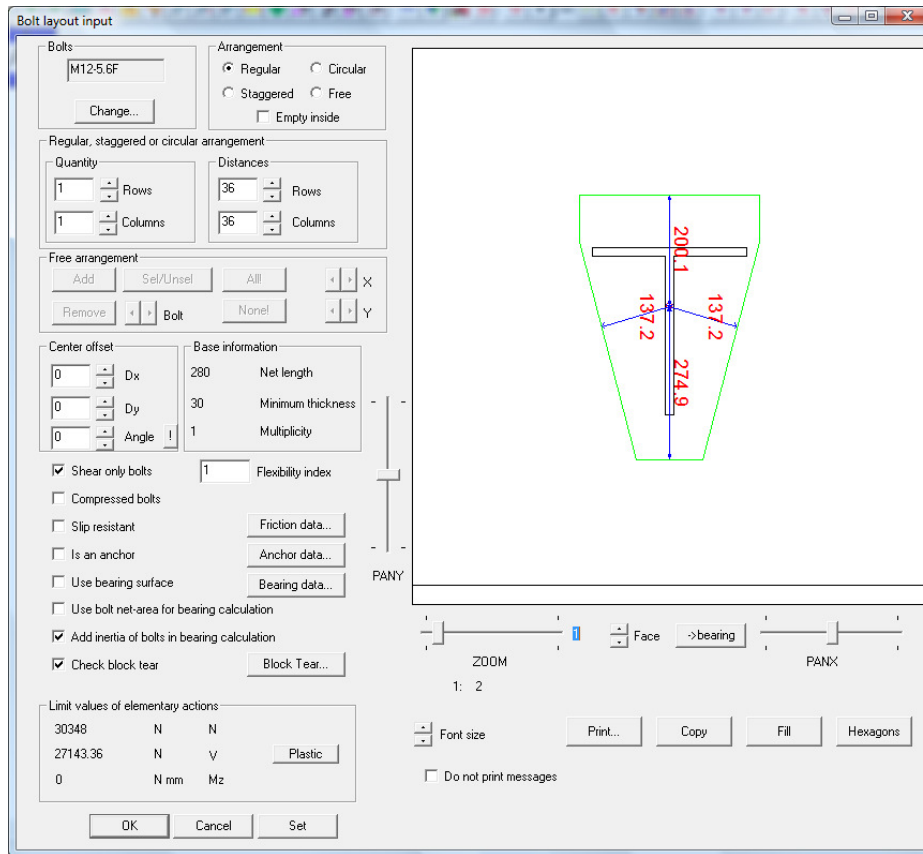 Bolt layout input
Bolts
M12-5.6F
Change...
Arrangement
Regular
Circular
Staggered
Free
Empty inside
Regular, staggered or circular arrangement
Quantity
1
Rows
1
Columns
Distances
36
Rows
36
Columns
Free arrangement
Add
Sel/Unsel
All!
X
Remove
Bolt
None!
Y
Center offset
0
Dx
0
Dy
0
Angle
!
Base information
280
Net length
30
Minimum thickness
1
Multiplicity
Shear only bolts
1
Flexibility index
Compressed bolts
Slip resistant
Friction data...
Is an anchor
Anchor data...
Use bearing surface
Bearing data...
Use bolt net-area for bearing calculation
Add inertia of bolts in bearing calculation
Check block tear
Block Tear...
PANY
Limit values of elementary actions
30348 N N
27143.36 N V
Plastic
0 N mm Mz
OK
Cancel
Set
200.1
137.2
137.2
274.9
ZOOM
1: 2
1
Face
->bearing
PANX
Font size
Print...
Copy
Fill
Hexagons
Do not print messages